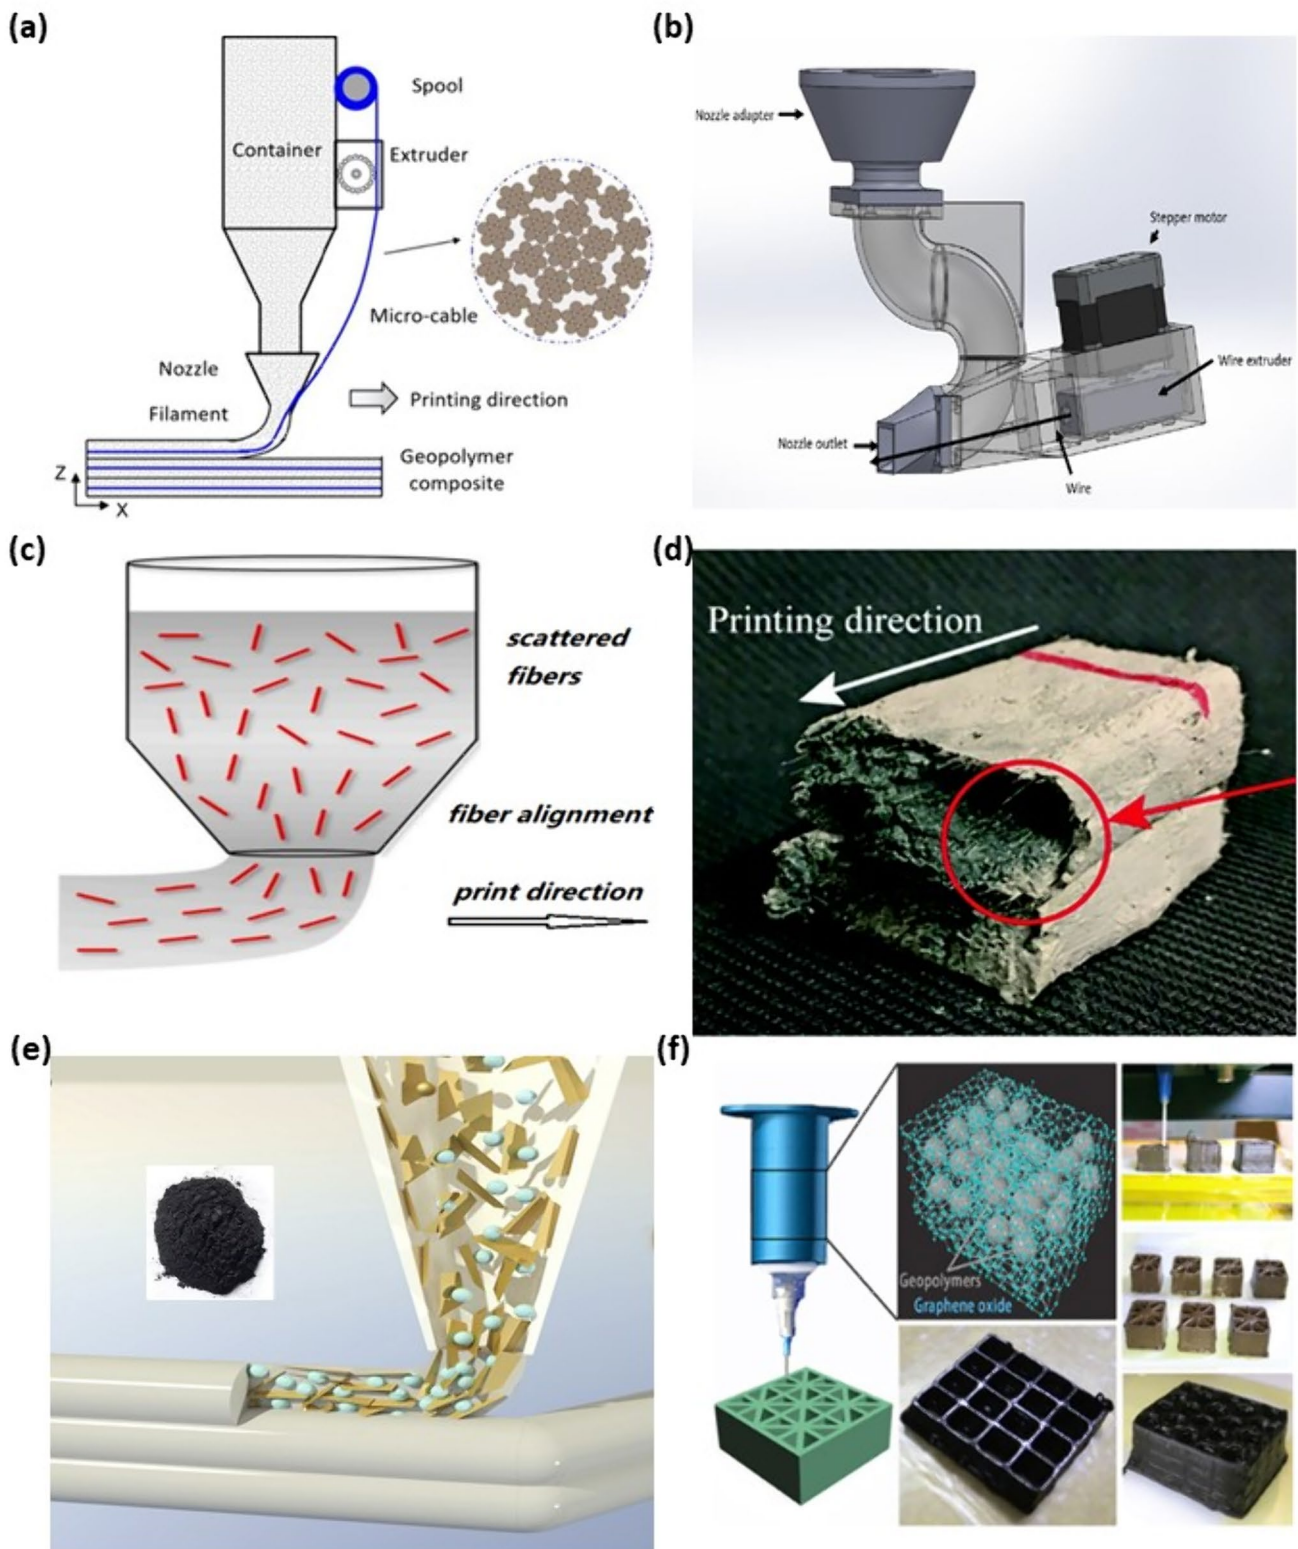 (a)
Spool
Container
Extruder
Micro-cable
Nozzle
Filament
Printing direction
Geopolymer
composite
Z
X
(b)
Nozzle adapter
Stepper motor
Wire extruder
Nozzle outlet
Wire
(c)
scattered
fibers
fiber alignment
print direction
(d)
Printing direction
(e)
(f)
Geopolymers
Graphene oxide